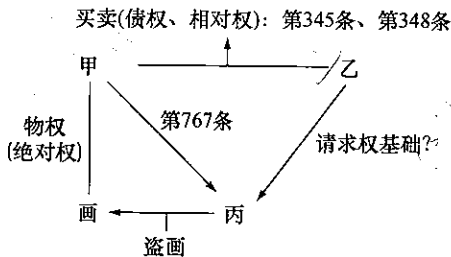 买卖(债权、相对权)：第345条、第348条
甲
乙
物权
(绝对权)
第767条
请求权基础?
画
丙
盗画